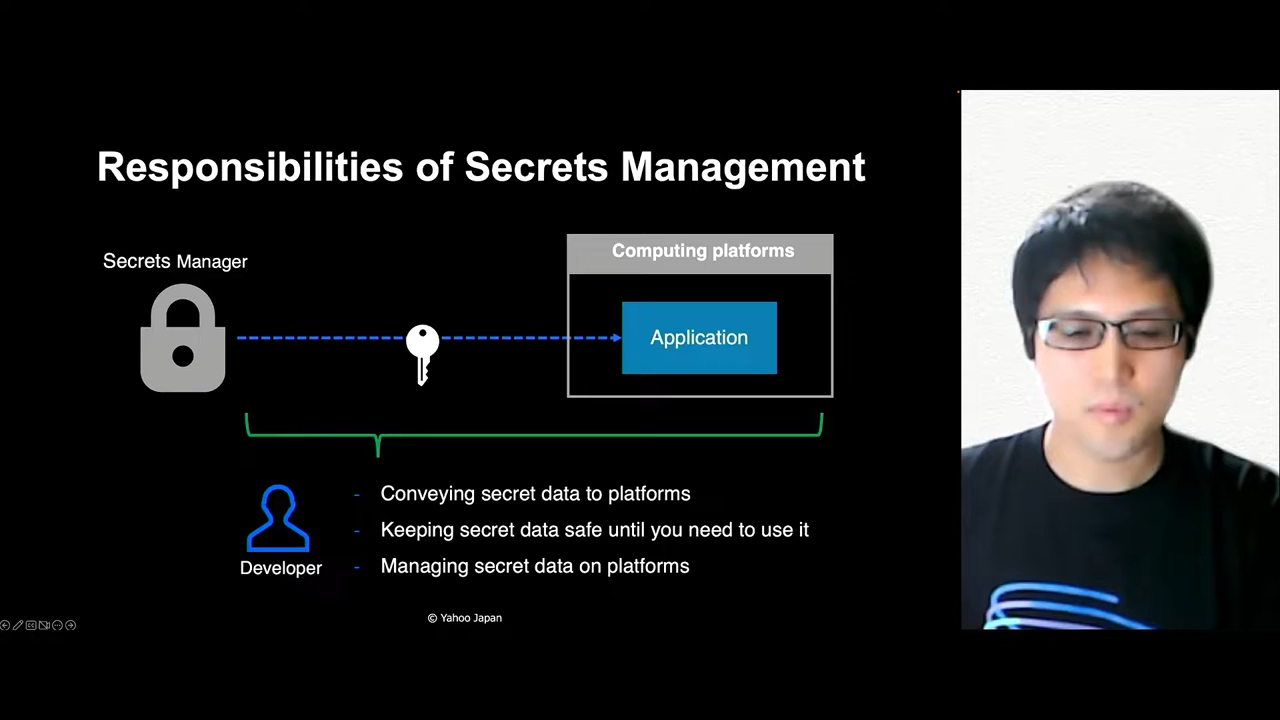 Responsibilities of Secrets Management
Secrets Manager
Computing platforms
Application
- Conveying secret data to platforms
- Keeping secret data safe until you need to use it
- Managing secret data on platforms
Developer
© Yahoo Japan